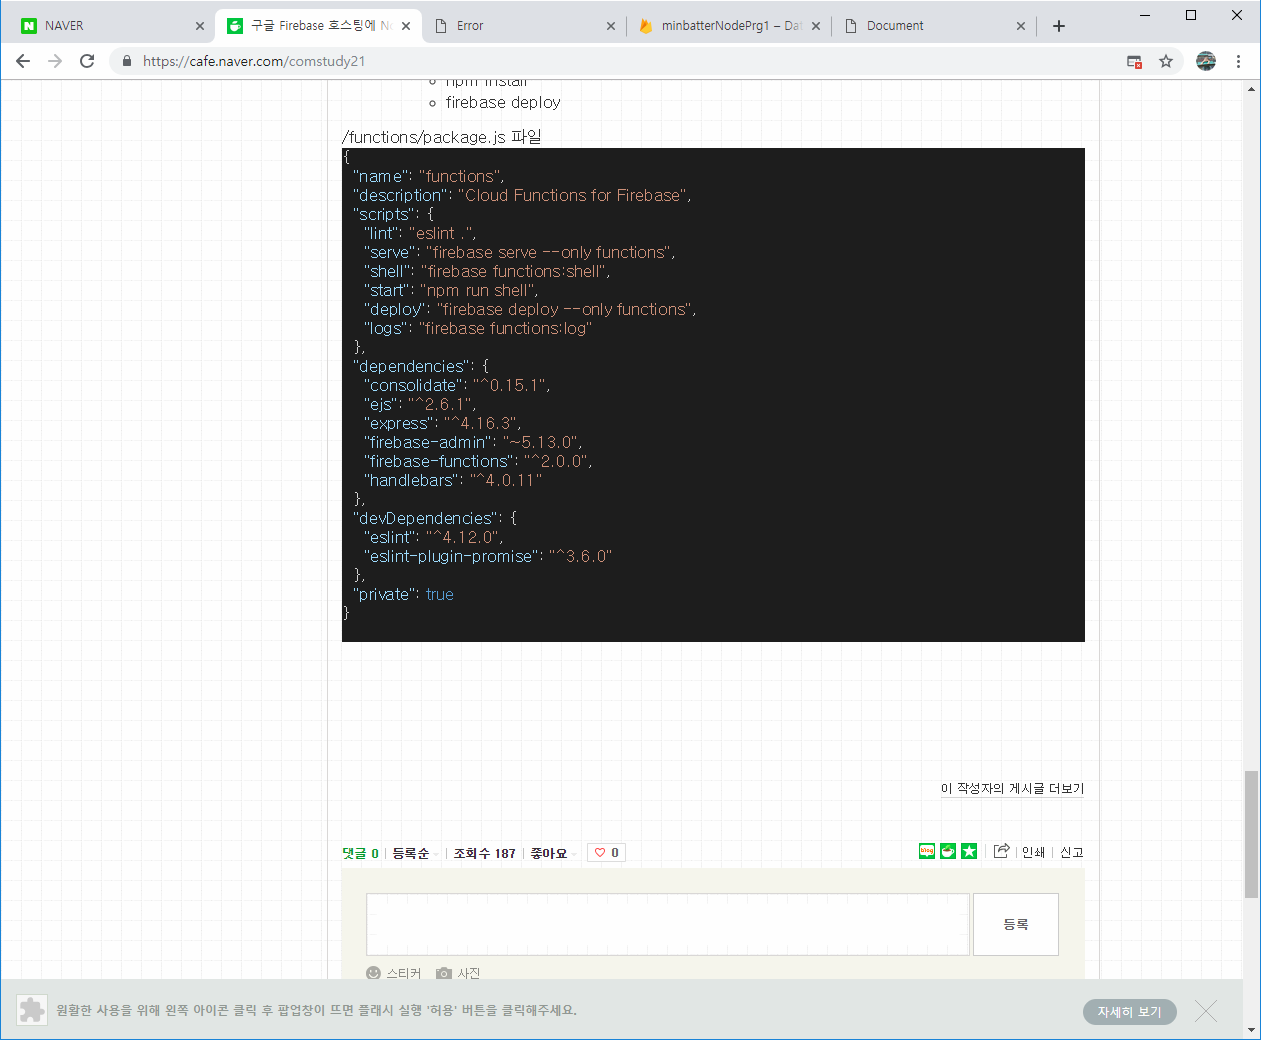 NAVER
구글 Firebase 호스팅에 No
Error
minbatterNodePrg1 – Dat
Document
https://cafe.naver.com/comstudy21
npm install
firebase deploy
/functions/package.js 파일
{
"name": "functions",
"description": "Cloud Functions for Firebase",
"scripts": {
"lint": "eslint .",
"serve": "firebase serve --only functions",
"shell": "firebase functions:shell",
"start": "npm run shell",
"deploy": "firebase deploy --only functions",
"logs": "firebase functions:log"
},
"dependencies": {
"consolidate": "^0.15.1",
"ejs": "^2.6.1",
"express": "^4.16.3",
"firebase-admin": "~5.13.0",
"firebase-functions": "^2.0.0",
"handlebars": "^4.0.11"
},
"devDependencies": {
"eslint": "^4.12.0",
"eslint-plugin-promise": "^3.6.0"
},
"private": true
}
이 작성자의 게시글 더보기
댓글 0 등록순 조회수 187 좋아요 0 blog 인쇄 신고
등록
스티커 사진
원활한 사용을 위해 왼쪽 아이콘 클릭 후 팝업창이 뜨면 플래시 실행 '허용' 버튼을 클릭해주세요.
자세히 보기